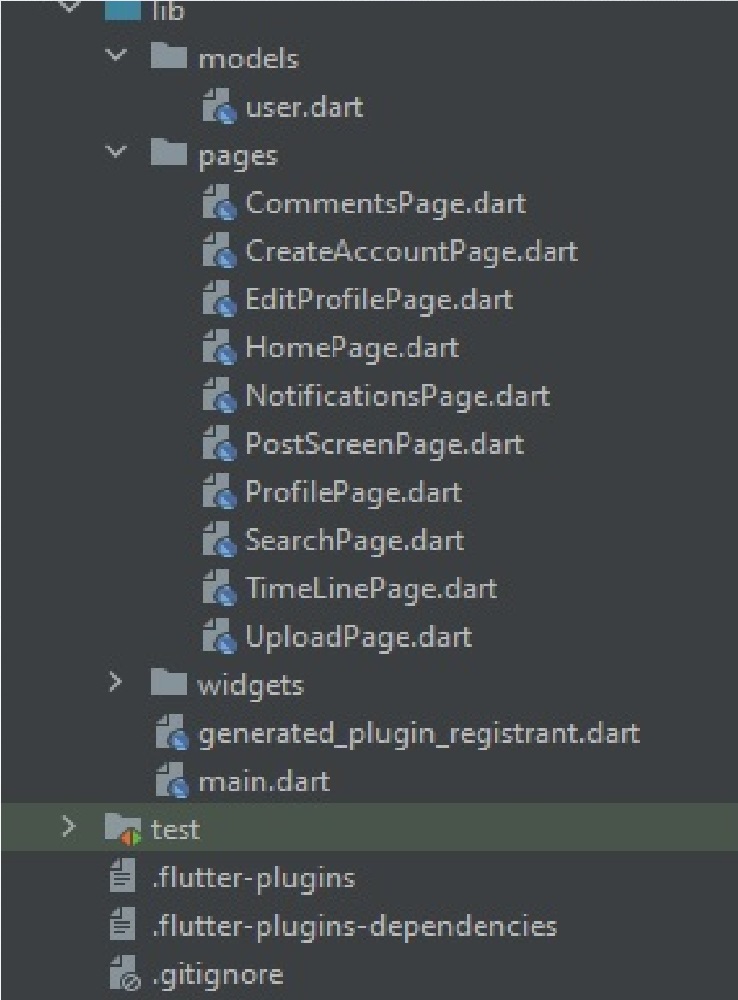 lib
models
user.dart
pages
CommentsPage.dart
CreateAccountPage.dart
EditProfilePage.dart
HomePage.dart
NotificationsPage.dart
PostScreenPage.dart
ProfilePage.dart
SearchPage.dart
TimeLinePage.dart
UploadPage.dart
widgets
generated_plugin_registrant.dart
main.dart
test
.flutter-plugins
.flutter-plugins-dependencies
.gitignore